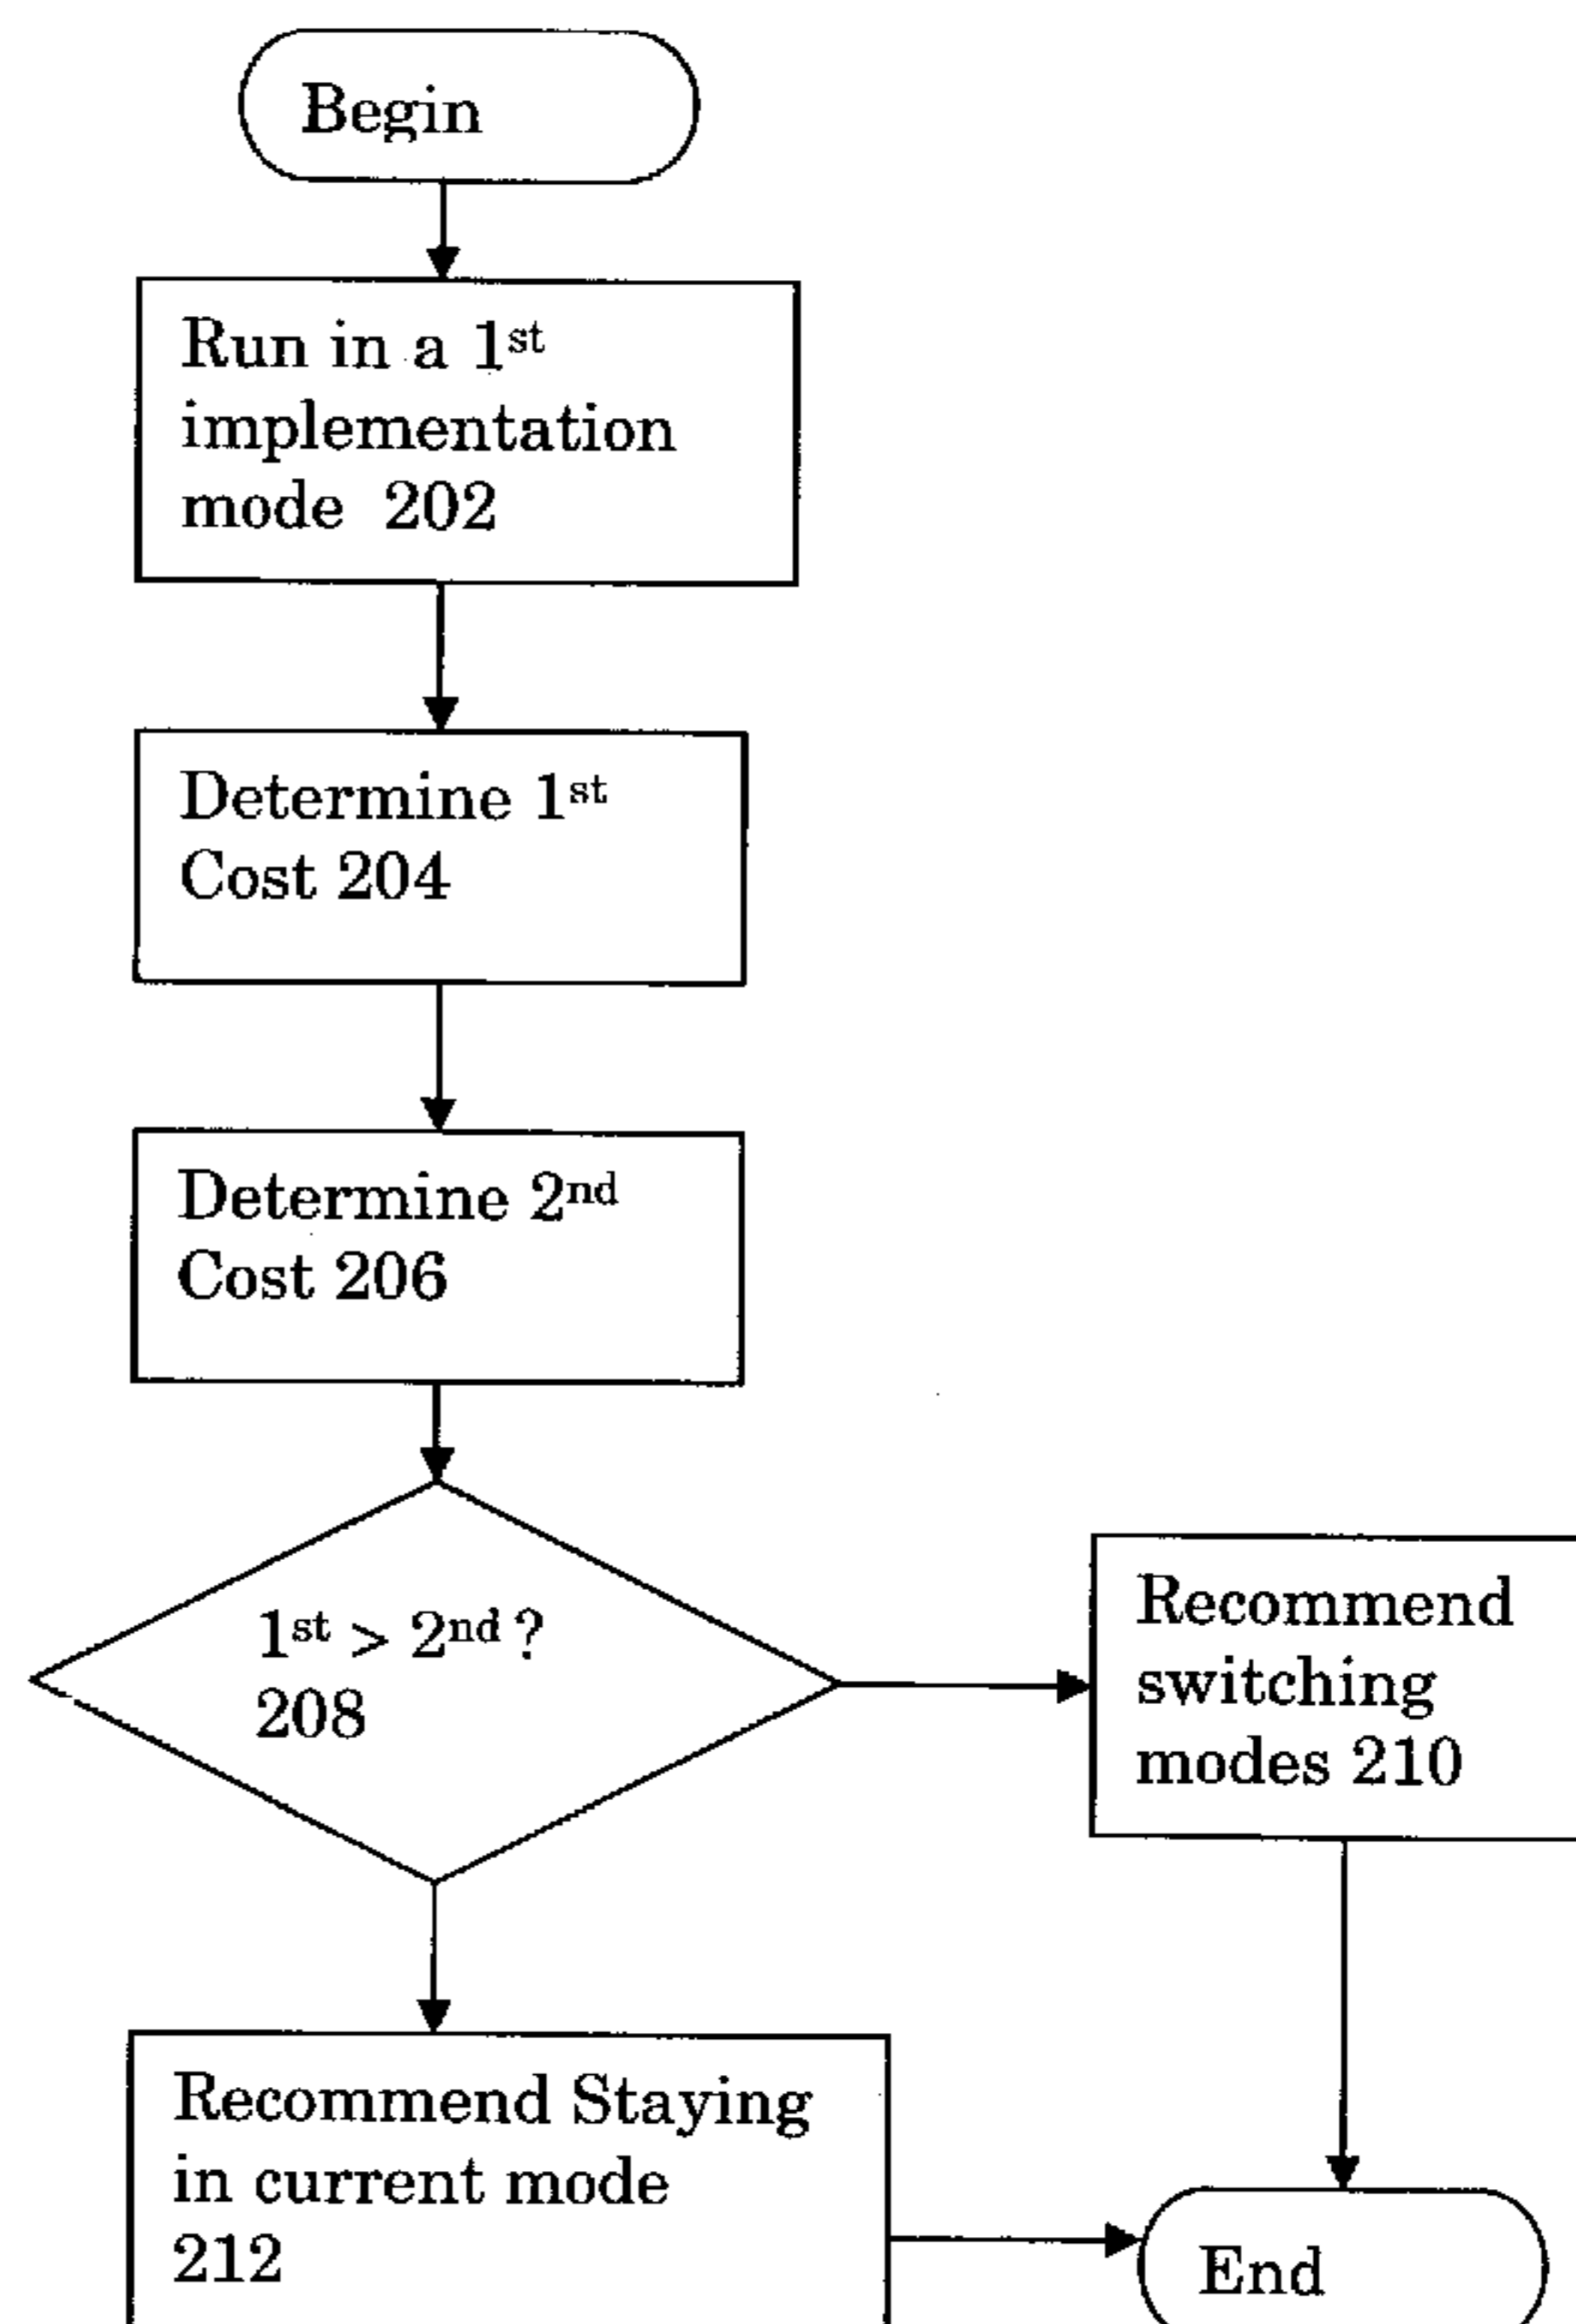 Begin
Run in a 1st
implementation
mode 202
Determine 1st
Cost 204
Determine 2nd
Cost 206
1st > 2nd ?
208
Recommend
switching
modes 210
Recommend Staying
in current mode
212
End